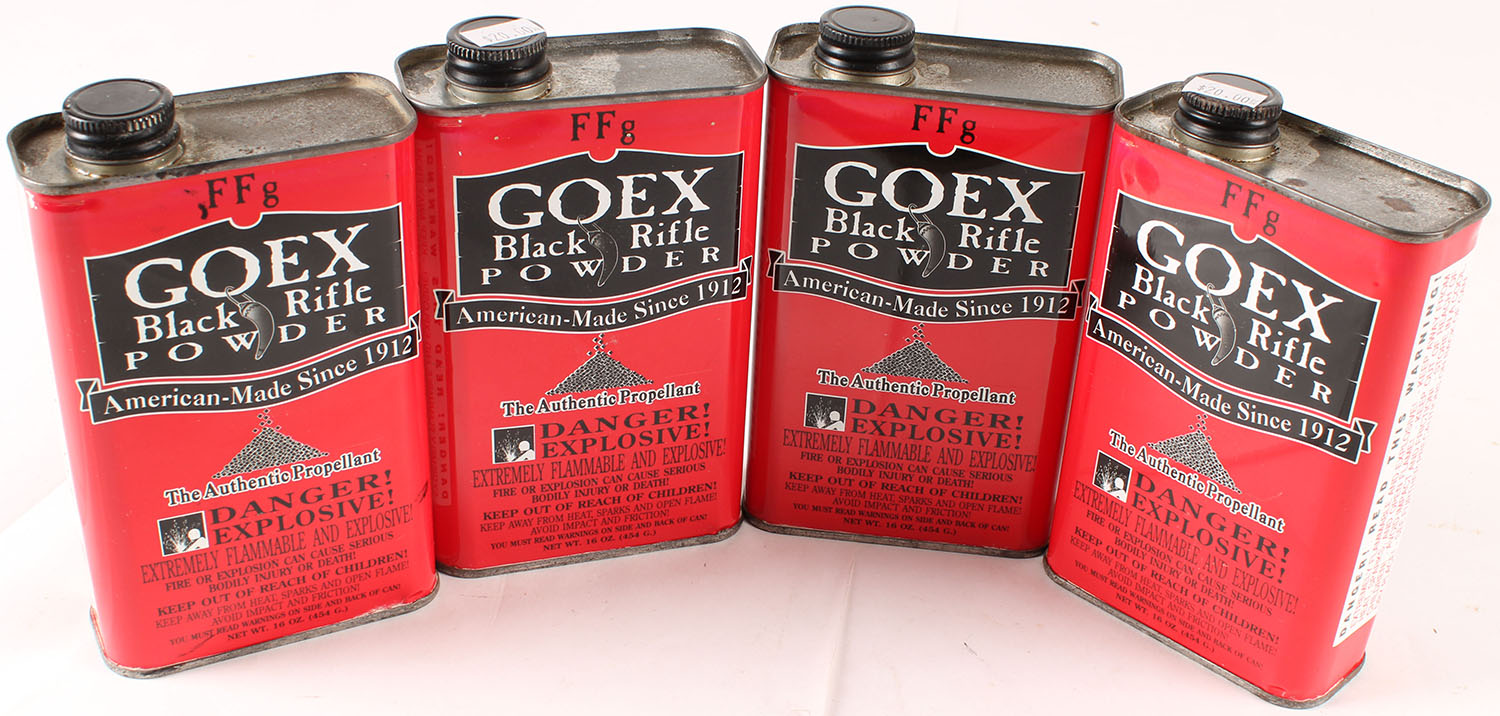 FFg
GOEX
Black Rifle
POWDER
American-Made Since 1912
The Authentic Propellant
DANGER!
EXPLOSIVE!
EXTREMELY FLAMMABLE AND EXPLOSIVE!
FIRE OR EXPLOSION CAN CAUSE SERIOUS
BODILY INJURY OR DEATH!
KEEP OUT OF REACH OF CHILDREN!
KEEP AWAY FROM HEAT, SPARKS AND OPEN FLAME!
AVOID IMPACT AND FRICTION!
YOU MUST READ WARNINGS ON SIDE AND BACK OF CAN!
NET WT. 16 OZ. (454 G.)
$20.00
FFg
GOEX
Black Rifle
POWDER
American-Made Since 1912
The Authentic Propellant
DANGER!
EXPLOSIVE!
EXTREMELY FLAMMABLE AND EXPLOSIVE!
FIRE OR EXPLOSION CAN CAUSE SERIOUS
BODILY INJURY OR DEATH!
KEEP OUT OF REACH OF CHILDREN!
KEEP AWAY FROM HEAT, SPARKS AND OPEN FLAME!
AVOID IMPACT AND FRICTION!
YOU MUST READ WARNINGS ON SIDE AND BACK OF CAN!
NET WT. 16 OZ. (454 G.)
FFg
GOEX
Black Rifle
POWDER
American-Made Since 1912
The Authentic Propellant
DANGER!
EXPLOSIVE!
EXTREMELY FLAMMABLE AND EXPLOSIVE!
FIRE OR EXPLOSION CAN CAUSE SERIOUS
BODILY INJURY OR DEATH!
KEEP OUT OF REACH OF CHILDREN!
KEEP AWAY FROM HEAT, SPARKS AND OPEN FLAME!
AVOID IMPACT AND FRICTION!
YOU MUST READ WARNINGS ON SIDE AND BACK OF CAN!
NET WT. 16 OZ. (454 G.)
$20.00
FFg
GOEX
Black Rifle
POWDER
American-Made Since 1912
The Authentic Propellant
DANGER!
EXPLOSIVE!
EXTREMELY FLAMMABLE AND EXPLOSIVE!
FIRE OR EXPLOSION CAN CAUSE SERIOUS
BODILY INJURY OR DEATH!
KEEP OUT OF REACH OF CHILDREN!
KEEP AWAY FROM HEAT, SPARKS AND OPEN FLAME!
AVOID IMPACT AND FRICTION!
YOU MUST READ WARNINGS ON SIDE AND BACK OF CAN!
NET WT. 16 OZ. (454 G.)
DANGER! READ THIS WARNING!